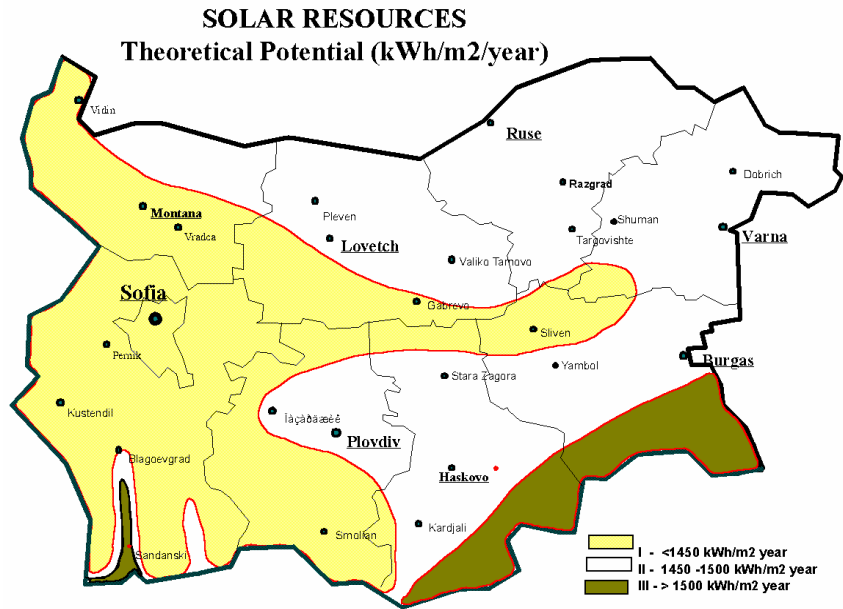 SOLAR RESOURCES
Theoretical Potential (kWh/m2/year)
Vidin
Ruse
Razgrad
Dobrich
Montana
Pleven
Vradca
Lovetch
Shuman
Targovishte
Varna
Valiko Tarnovo
Sofia
Gabrevo
Sliven
Pernik
Yambol
Burgas
Stara Zagora
Kustendil
Ïàçàðäæèê
Plovdiv
Blagoevgrad
Haskovo
Kardjali
Smolian
Sandanski
I - <1450 kWh/m2 year
II - 1450 -1500 kWh/m2 year
III - > 1500 kWh/m2 year